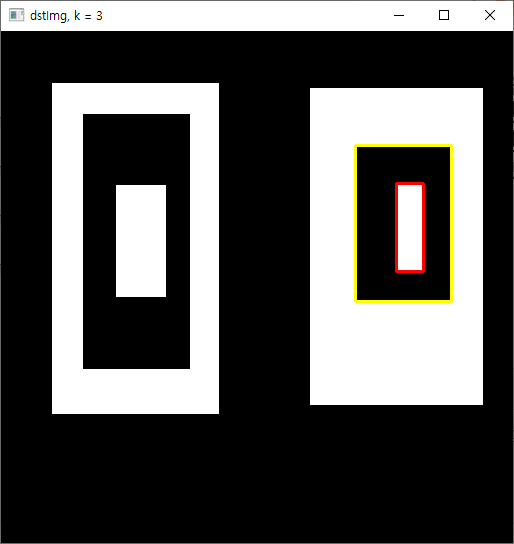 dstImg, k = 3